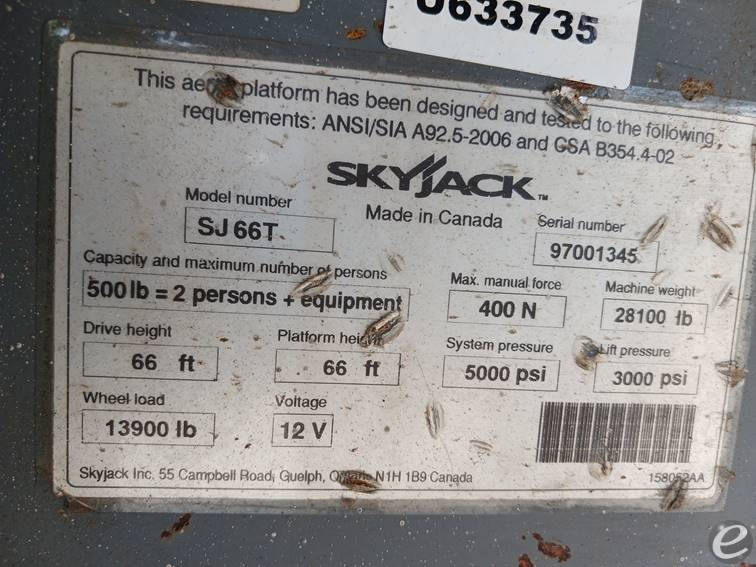 0633735
This aerial platform has been designed and tested to the following
requirements: ANSI/SIA A92.5-2006 and CSA B354.4-02
SKYJACK™
Made in Canada
Model number
SJ 66T
Serial number
97001345
Capacity and maximum number of persons
500 lb = 2 persons + equipment
Max. manual force
400 N
Machine weight
28100 lb
Drive height
66 ft
Platform height
66 ft
System pressure
5000 psi
Lift pressure
3000 psi
Wheel load
13900 lb
Voltage
12 V
Skyjack Inc, 55 Campbell Road, Guelph, Ontario N1H 1B9 Canada
158052AA
e